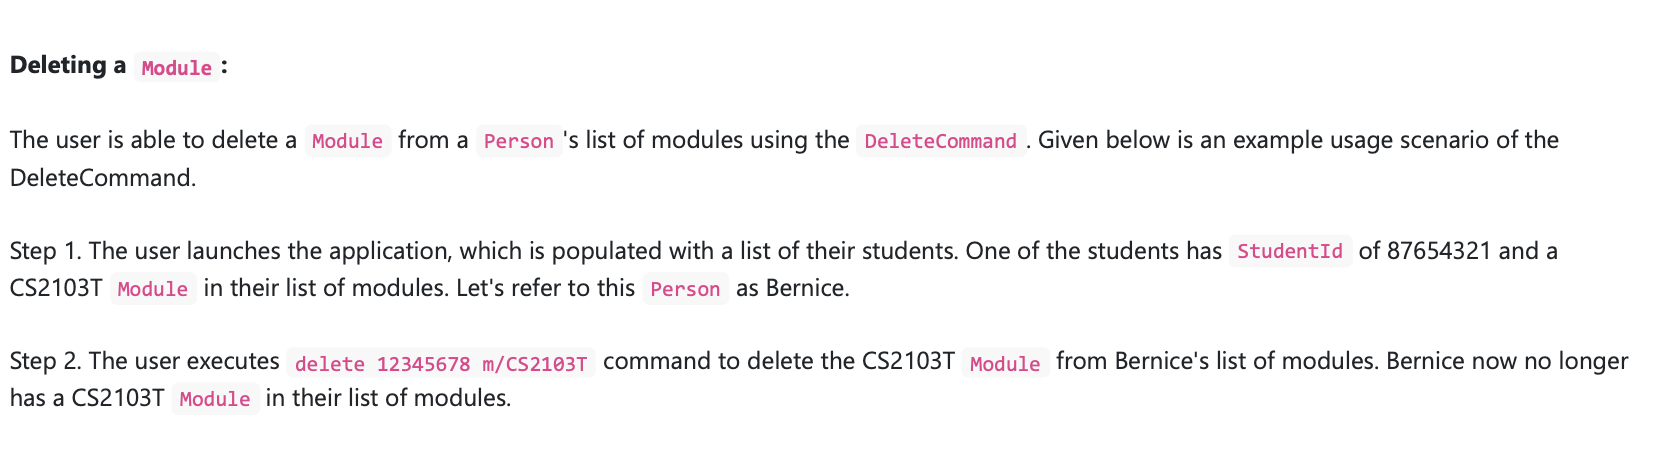 Deleting a Module:
The user is able to delete a Module from a Person's list of modules using the DeleteCommand. Given below is an example usage scenario of the
DeleteCommand.
Step 1. The user launches the application, which is populated with a list of their students. One of the students has StudentId of 87654321 and a
CS2103T Module in their list of modules. Let's refer to this Person as Bernice.
Step 2. The user executes delete 12345678 m/CS2103T command to delete the CS2103T Module from Bernice's list of modules. Bernice now no longer
has a CS2103T Module in their list of modules.